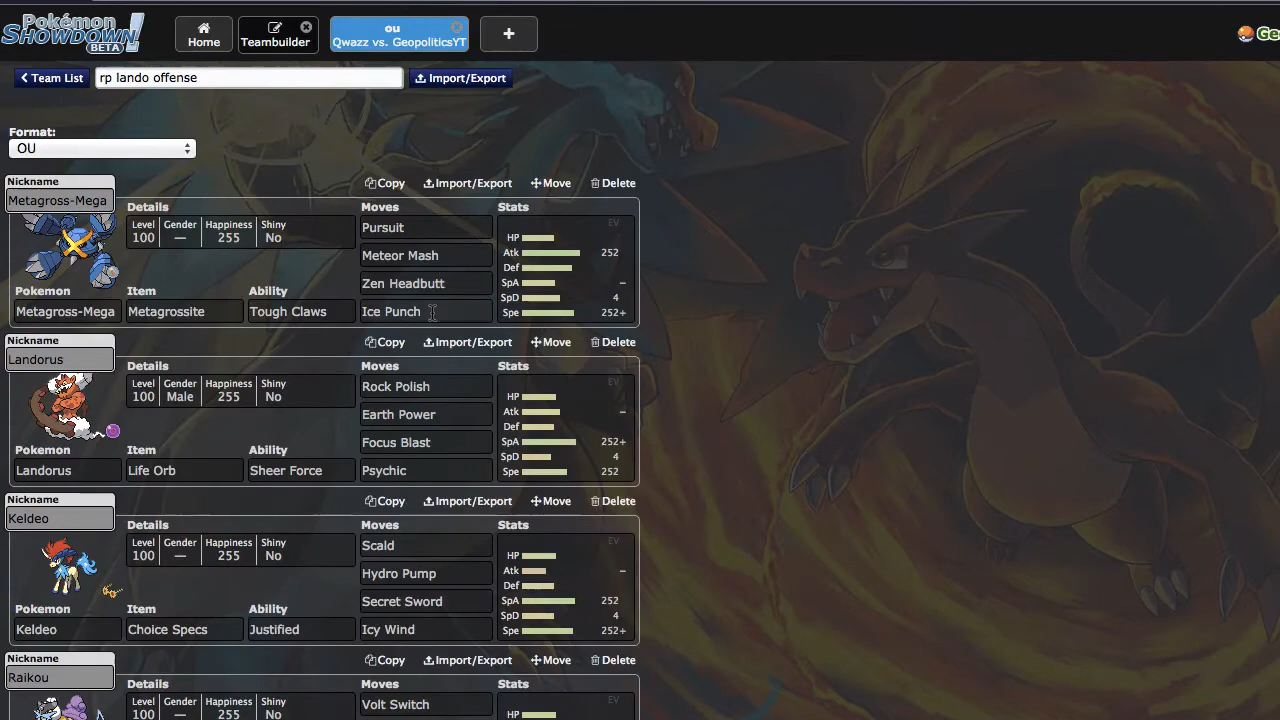 Pokémon
SHOWDOWN!
BETA
Home
Teambuilder
ou
Qwazz vs. GeopoliticsYT
+
Ge
Team List
rp lando offense
Import/Export
Format:
OU
Nickname
Metagross-Mega
Copy
Import/Export
Move
Delete
Details
Moves
Stats
Level Gender Happiness Shiny
100 — 255 No
Pursuit
Meteor Mash
Zen Headbutt
Ice Punch
EV
HP
Atk 252
Def
SpA –
SpD 4
Spe 252+
Pokemon Item Ability
Metagross-Mega Metagrossite Tough Claws
Nickname
Landorus
Copy
Import/Export
Move
Delete
Details
Moves
Stats
Level Gender Happiness Shiny
100 Male 255 No
Rock Polish
Earth Power
Focus Blast
Psychic
EV
HP
Atk –
Def
SpA 252+
SpD 4
Spe 252
Pokemon Item Ability
Landorus Life Orb Sheer Force
Nickname
Keldeo
Copy
Import/Export
Move
Delete
Details
Moves
Stats
Level Gender Happiness Shiny
100 — 255 No
Scald
Hydro Pump
Secret Sword
Icy Wind
EV
HP
Atk –
Def
SpA 252
SpD 4
Spe 252+
Pokemon Item Ability
Keldeo Choice Specs Justified
Nickname
Raikou
Copy
Import/Export
Move
Delete
Details
Moves
Stats
Level Gender Happiness Shiny
100 — 255 No
Volt Switch
EV
HP